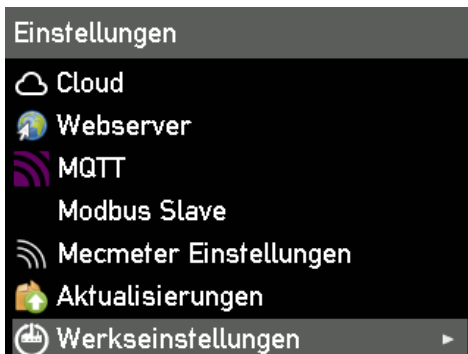 Einstellungen
Cloud
Webserver
MQTT
Modbus Slave
Mecmeter Einstellungen
Aktualisierungen
Werkseinstellungen